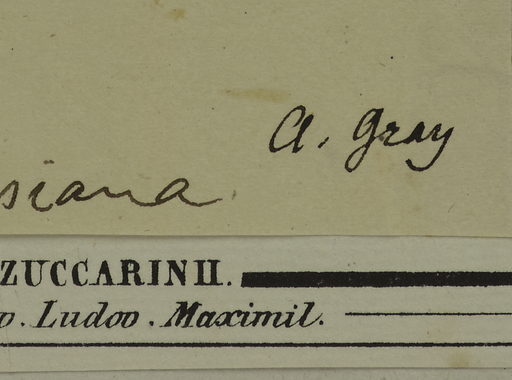 A. Gray
siana
ZUCCARINII.
p. Ludov. Maximil.